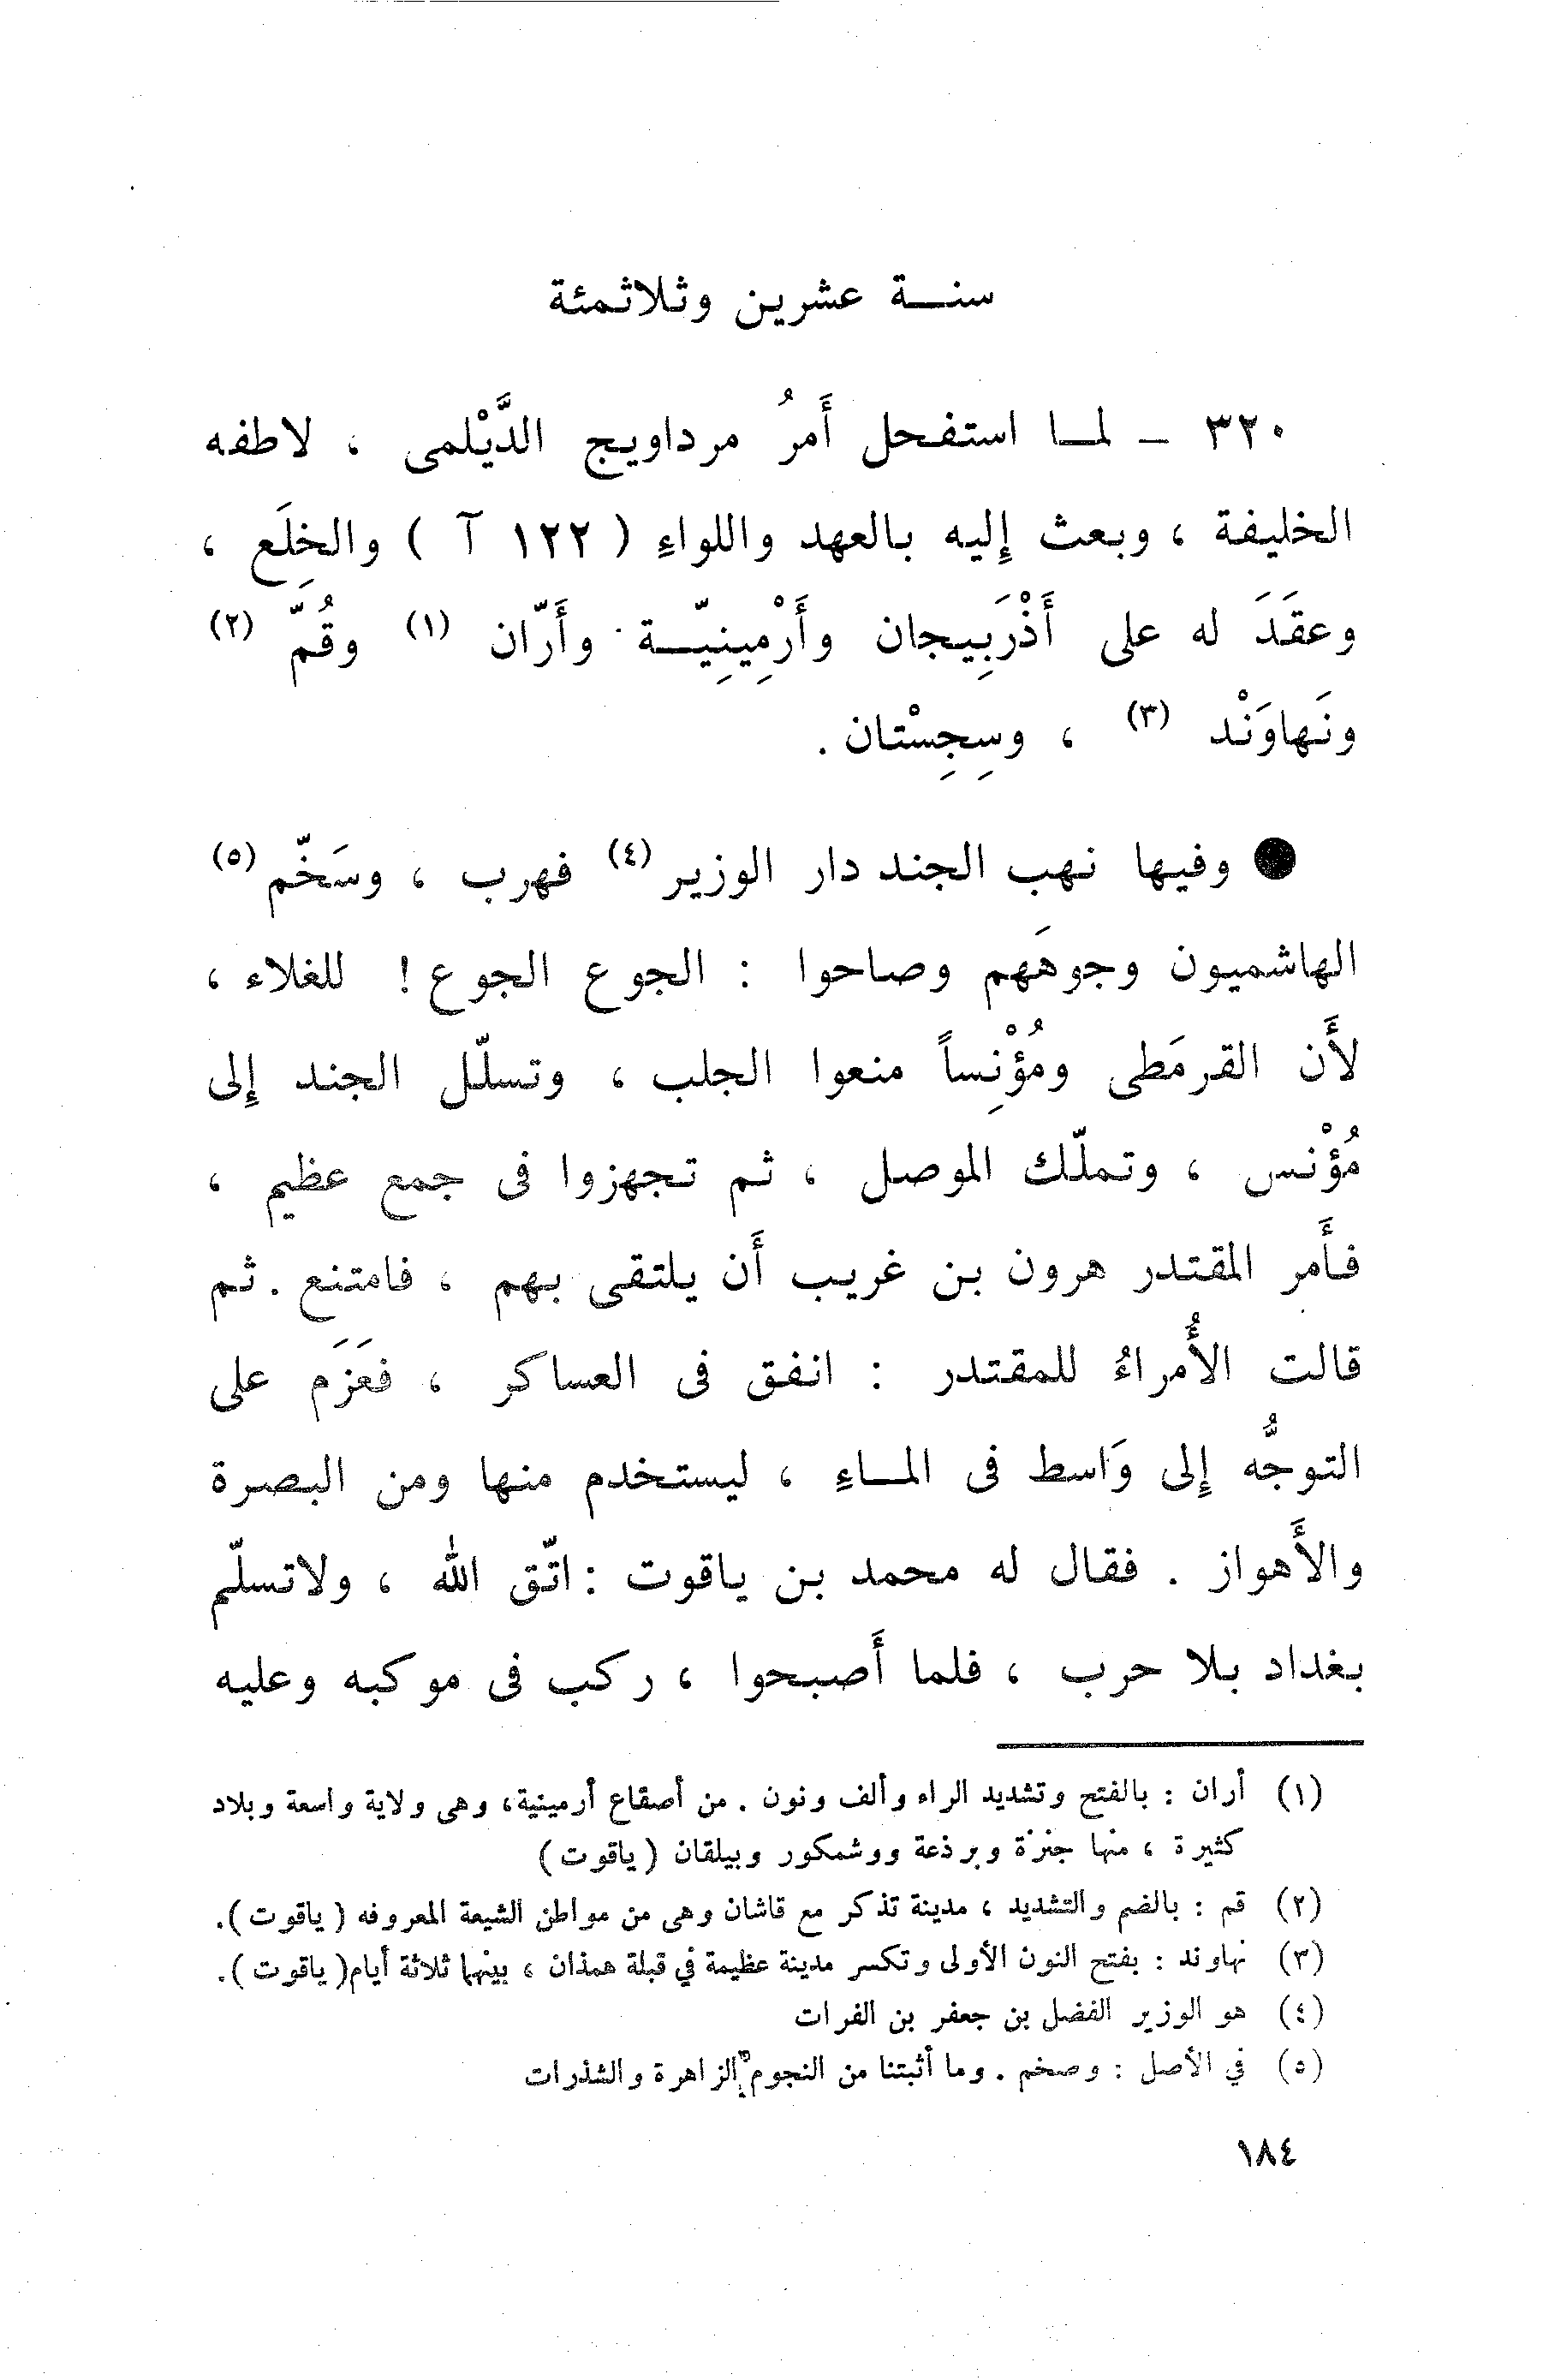 سنة عشرين وثلاثمئة
٣٢٠ – لما استفحل أَمرُ مرداويج الدَّيْلمى ، لاطفه
الخليفة ، وبعث إِليه بالعهد واللواءِ ( ١٢٢ آ ) والخِلَع ،
وعقَدَ له على أَذْرَبِيجان وأَرْمِينِيّة وأَرّان (١) وقُمّ (٢)
ونَهاوَنْد (٣) ، وسِجِسْتان .
● وفيها نهب الجند دار الوزير (٤) فهرب ، وسَخّم (٥)
الهاشميون وجوهَهم وصاحوا : الجوع الجوع ! للغلاء ،
لأَن القرمَطى ومُؤْنِساً منعوا الجلب ، وتسلّل الجند إِلى
مُؤْنس ، وتملّك الموصل ، ثم تجهزوا فى جمع عظيم ،
فأَمر المقتدر هرون بن غريب أَن يلتقى بهم ، فامتنع . ثم
قالت الأُمراءُ للمقتدر : انفق فى العساكر ، فعَزَم على
التوجُّه إِلى وَاسط فى الماءِ ، ليستخدم منها ومن البصرة
والأَهواز . فقال له محمد بن ياقوت : اتّق الله ، ولاتسلّم
بغداد بلا حرب ، فلما أَصبحوا ، ركب فى موكبه وعليه
(١) أران : بالفتح وتشديد الراء وألف ونون . من أصقاع أرمينية، وهى ولاية واسعة وبلاد
كثيرة ، منها جنزة وبرذعة ووشمكور وبيلقان (ياقوت)
(٢) قم : بالضم والتشديد ، مدينة تذكر مع قاشان وهى من مواطن الشيعة المعروفه (ياقوت).
(٣) نهاوند : بفتح النون الأولى وتكسر مدينة عظيمة في قبلة همذان ، بينهما ثلاثة أيام(ياقوت).
(٤) هو الوزير الفضل بن جعفر بن الفرات
(٥) في الأصل : وصخم . وما أثبتنا من النجوم الزاهرة والشذرات
١٨٤